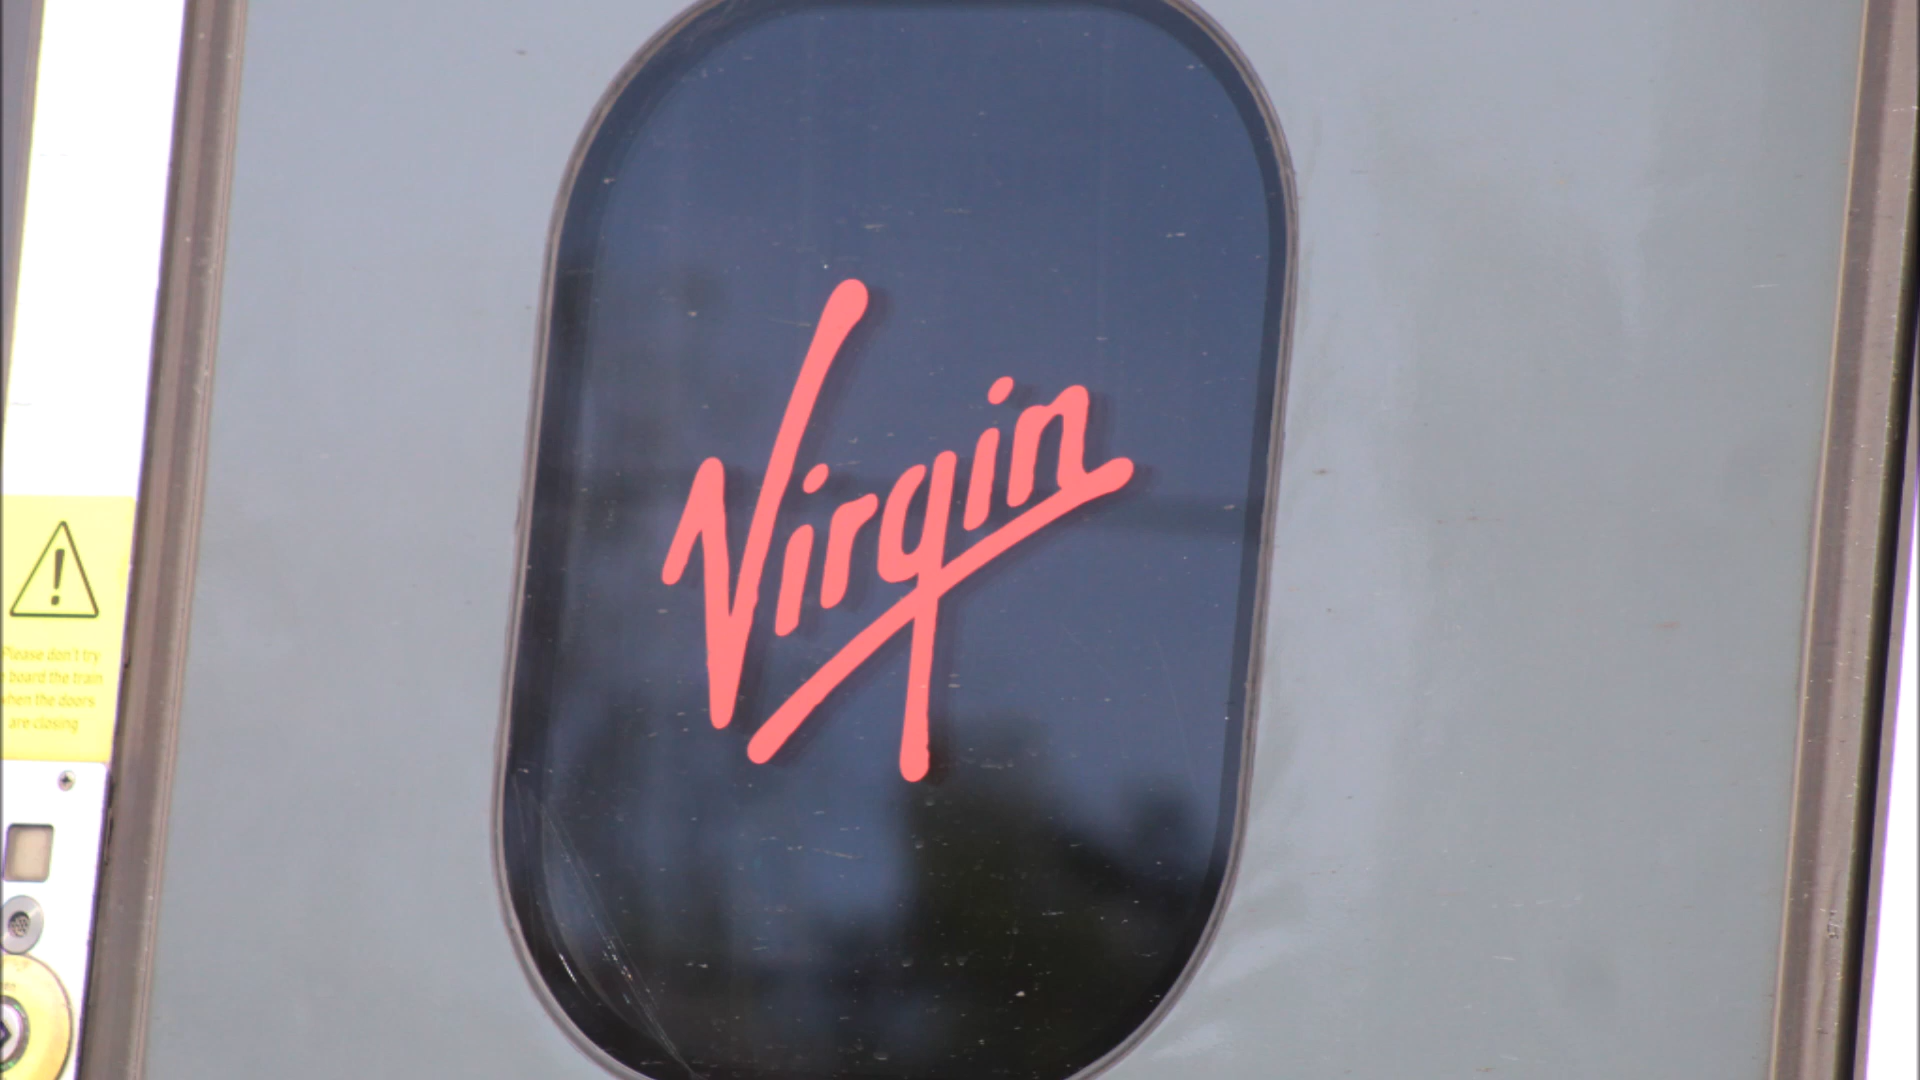 Virgin
Please don't try
board the train
when the doors
are closing